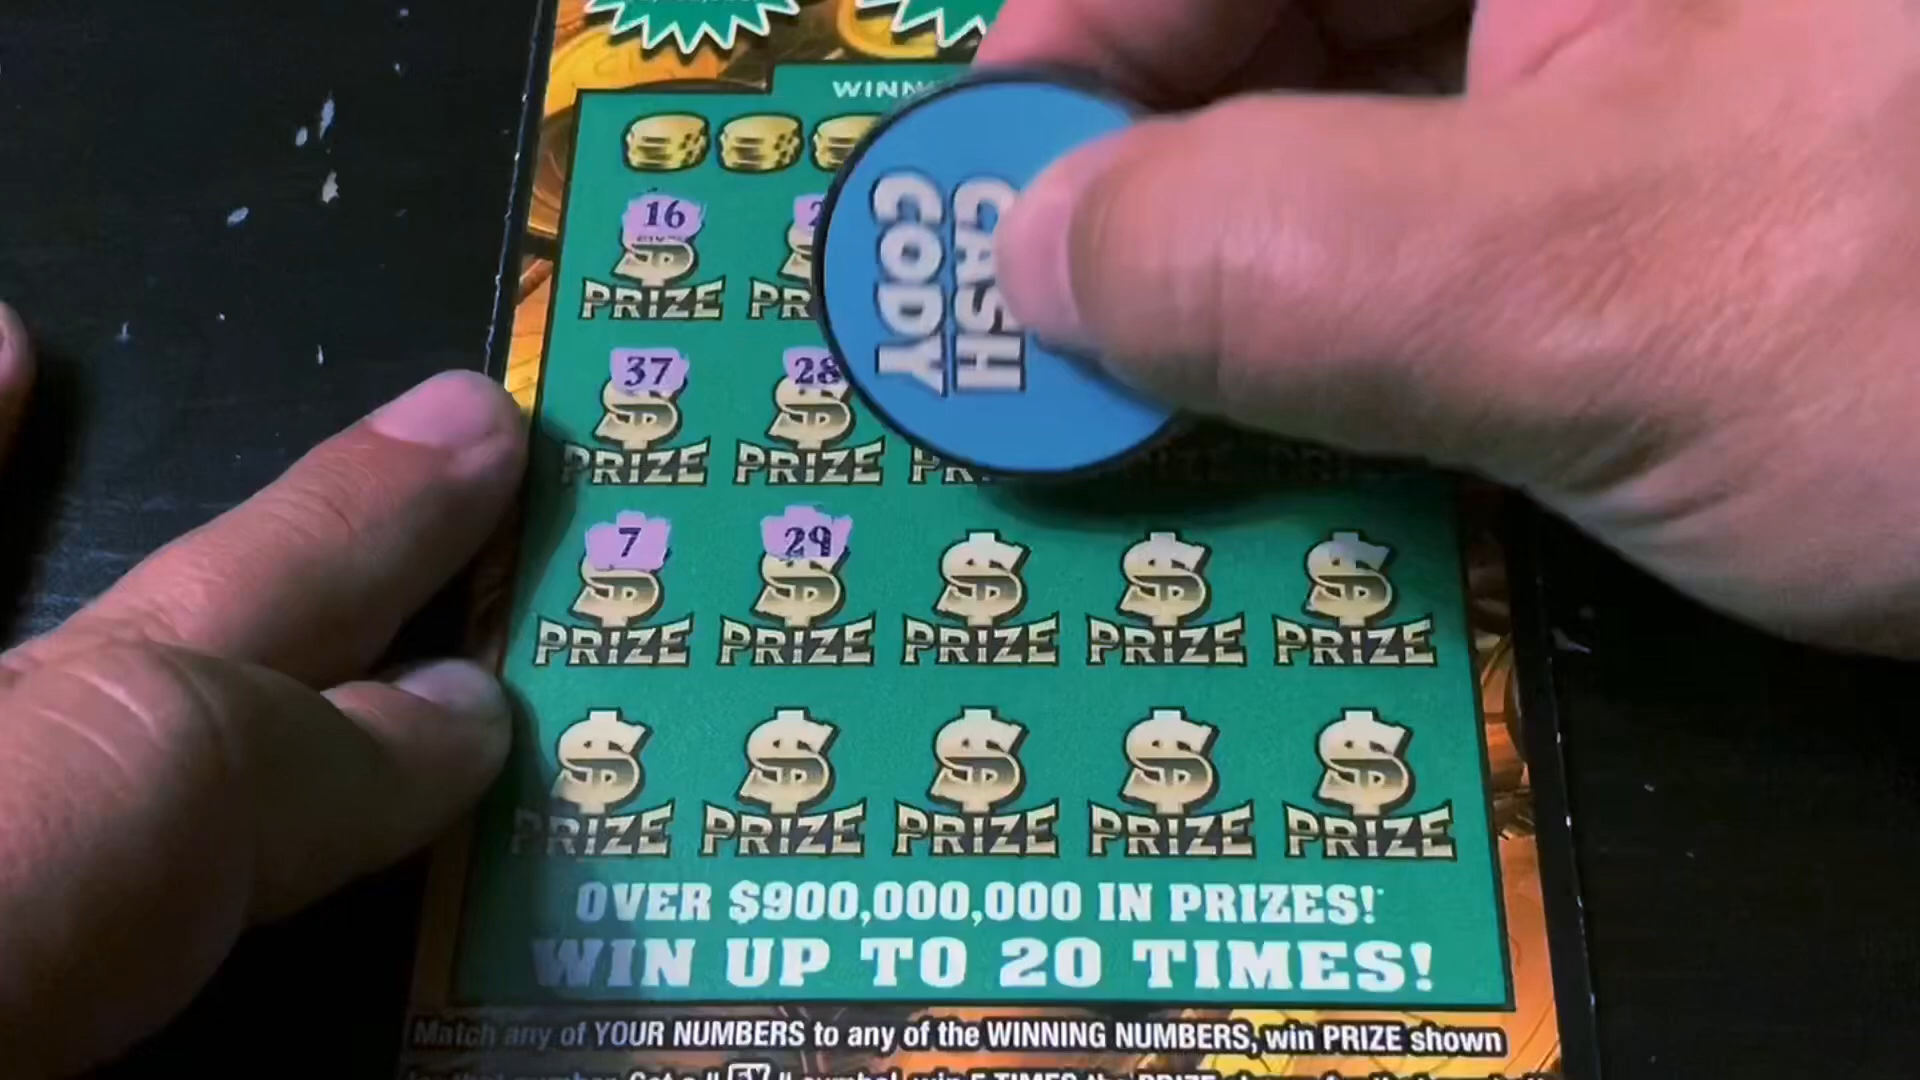 16
PRIZE
CASH
CODY
37 28
PRIZE PRIZE
7 29
PRIZE PRIZE PRIZE PRIZE PRIZE
PRIZE PRIZE PRIZE PRIZE PRIZE
OVER $900,000,000 IN PRIZES!*
WIN UP TO 20 TIMES!
Match any of YOUR NUMBERS to any of the WINNING NUMBERS, win PRIZE shown